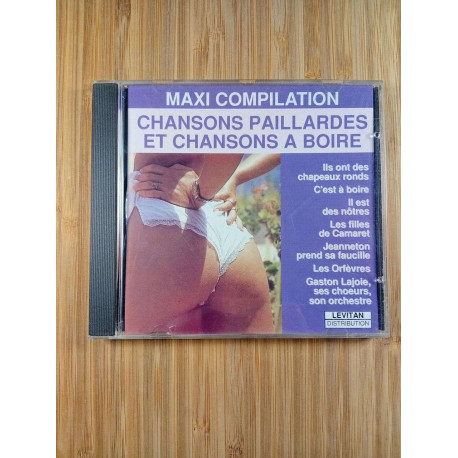 MAXI COMPILATION
CHANSONS PAILLARDES
ET CHANSONS A BOIRE
Ils ont des
chapeaux ronds
C'est à boire
Il est
des nôtres
Les filles
de Camaret
Jeanneton
prend sa faucille
Les Orfèvres
Gaston Lajoie,
ses choeurs,
son orchestre
LEVITAN
DISTRIBUTION